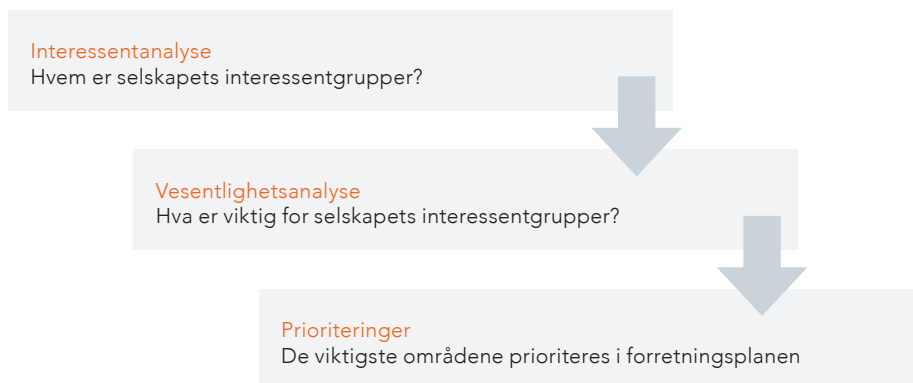 Interessentanalyse
Hvem er selskapets interessentgrupper?
Vesentlighetsanalyse
Hva er viktig for selskapets interessentgrupper?
Prioriteringer
De viktigste områdene prioriteres i forretningsplanen